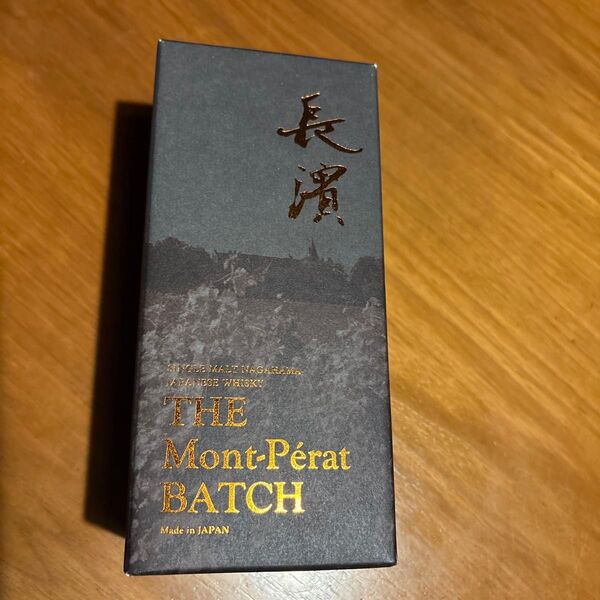 長濱
SINGLE MALT NAGAHAMA
JAPANESE WHISKY
THE
Mont-Pérat
BATCH
Made in JAPAN